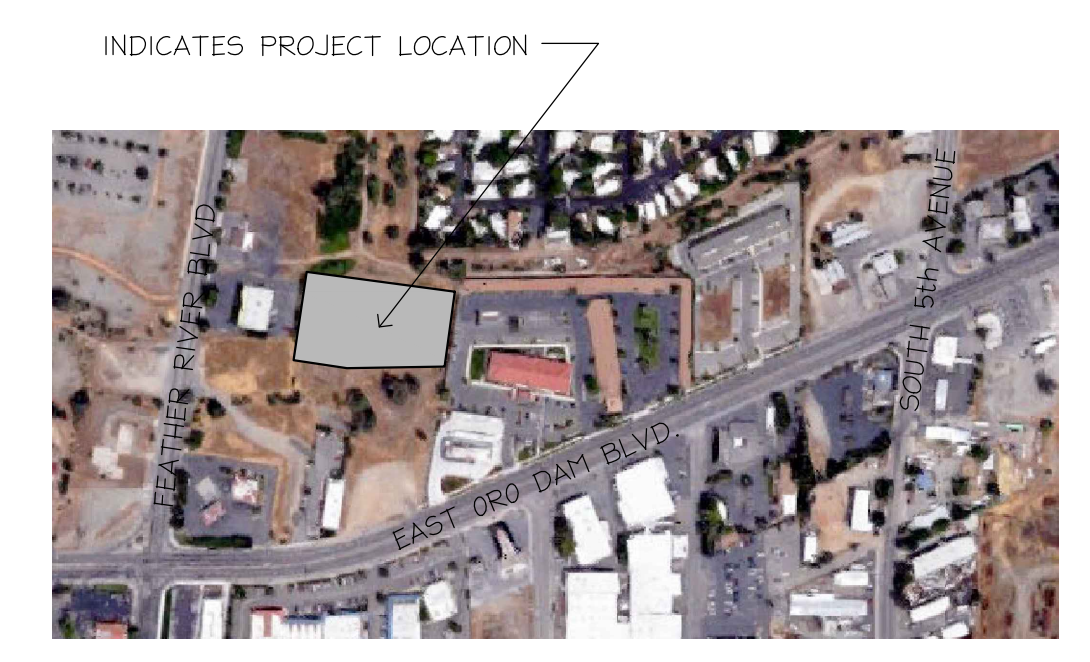 INDICATES PROJECT LOCATION
FEATHER RIVER BLVD
SOUTH 5th AVENUE
EAST ORO DAM BLVD.